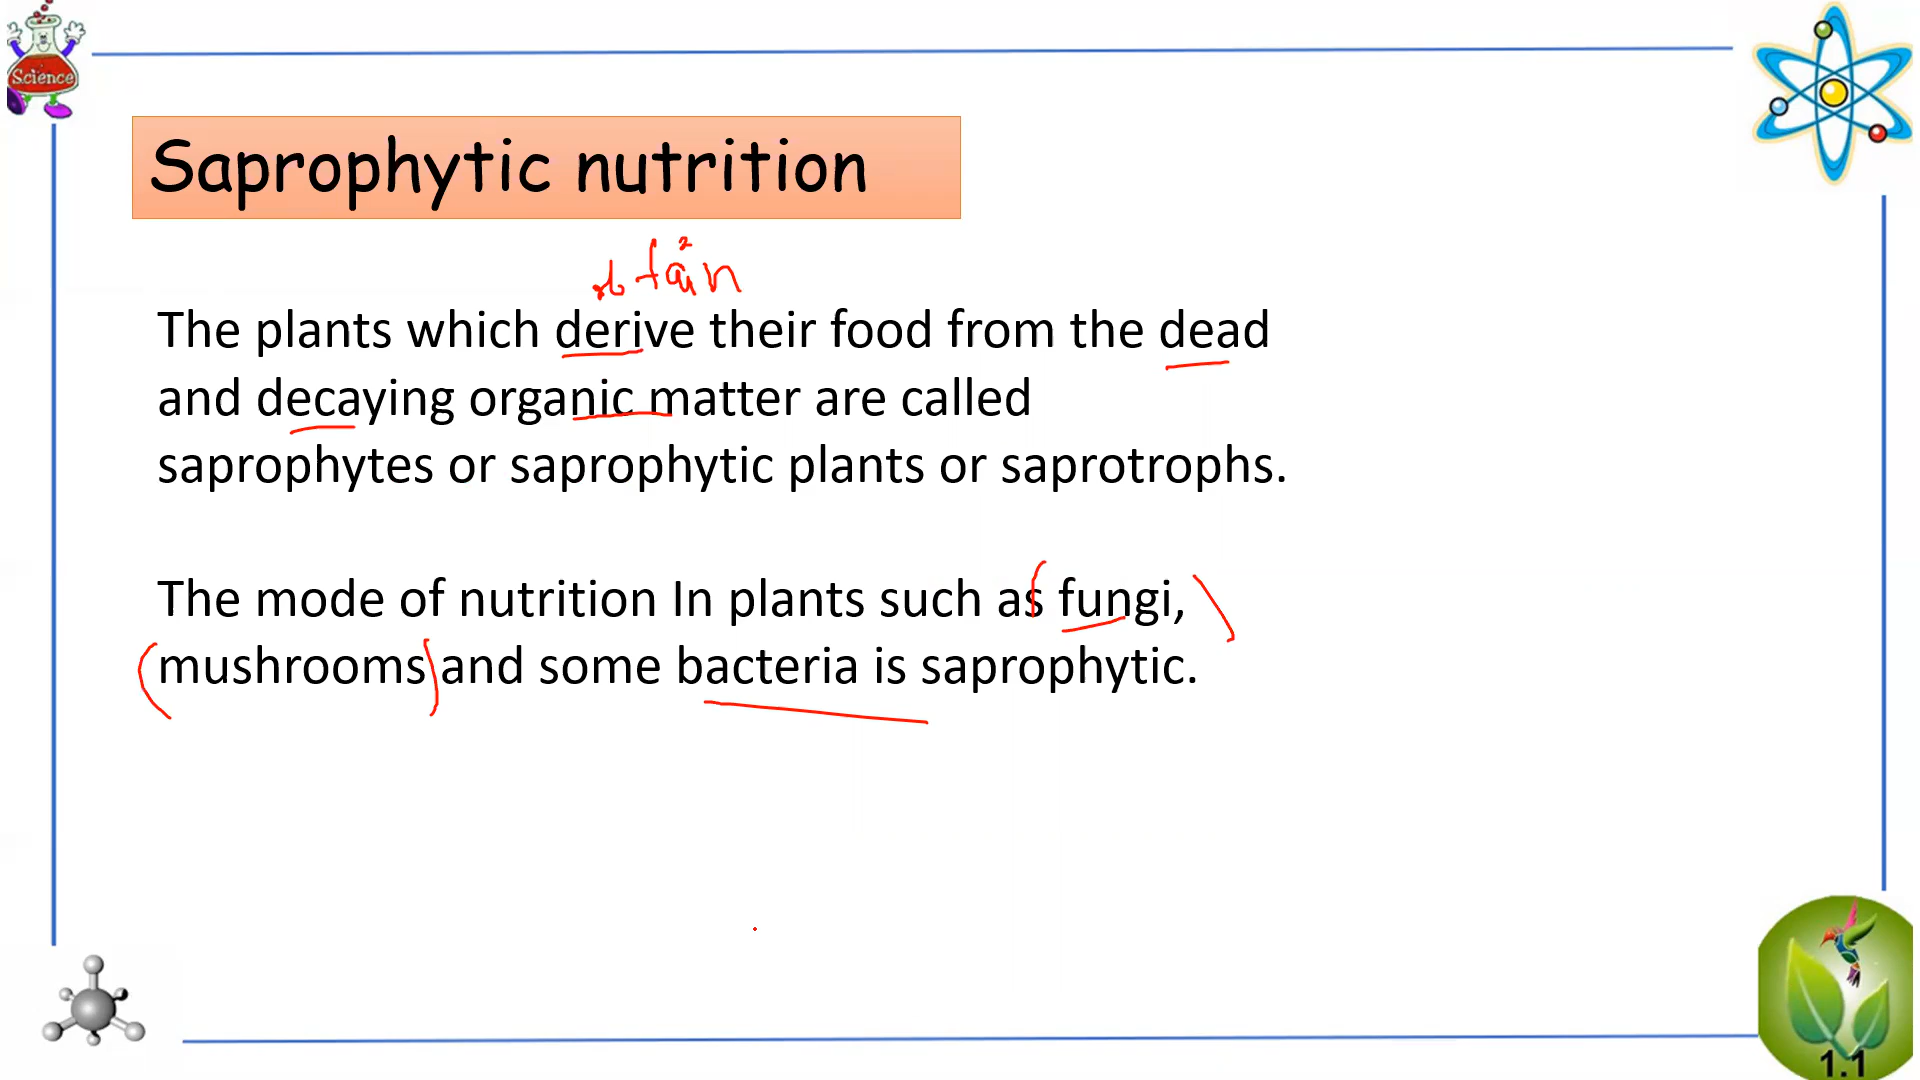 Science
Saprophytic nutrition
obtain
The plants which derive their food from the dead
and decaying organic matter are called
saprophytes or saprophytic plants or saprotrophs.
The mode of nutrition In plants such as fungi,
mushrooms and some bacteria is saprophytic.
1.1